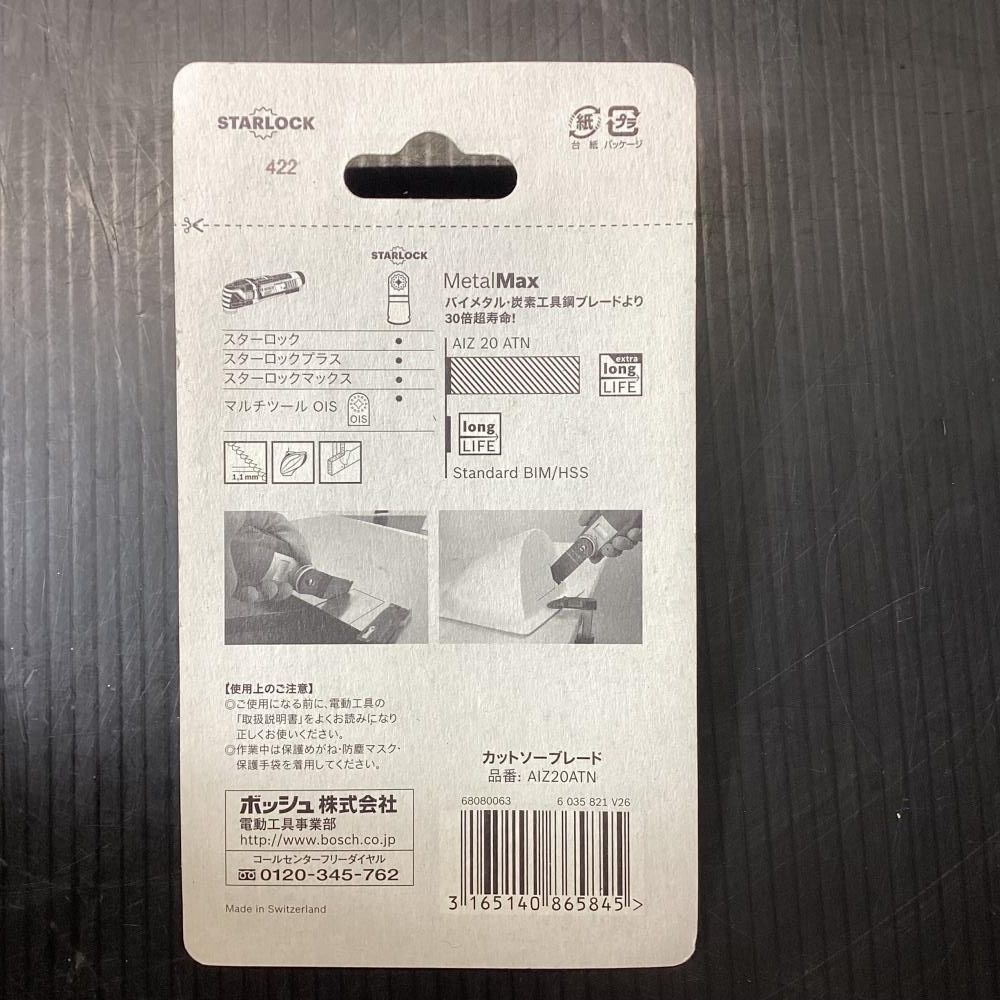 STARLOCK
422
紙
プラ
台紙 パッケージ
STARLOCK
MetalMax
バイメタル・炭素工具鋼ブレードより
30倍超寿命!
スターロック
スターロックプラス
スターロックマックス
マルチツール OIS
OIS
1,1mm
AIZ 20 ATN
extra
long
LIFE
long
LIFE
Standard BIM/HSS
【使用上のご注意】
◎ご使用になる前に、電動工具の
「取扱説明書」をよくお読みになり
正しくお使いください。
◎作業中は保護めがね・防塵マスク・
保護手袋を着用してください。
ボッシュ株式会社
電動工具事業部
http://www.bosch.co.jp
コールセンターフリーダイヤル
0120-345-762
Made in Switzerland
カットソーブレード
品番: AIZ20ATN
68080063 6 035 821 V26
3 165140 865845 >